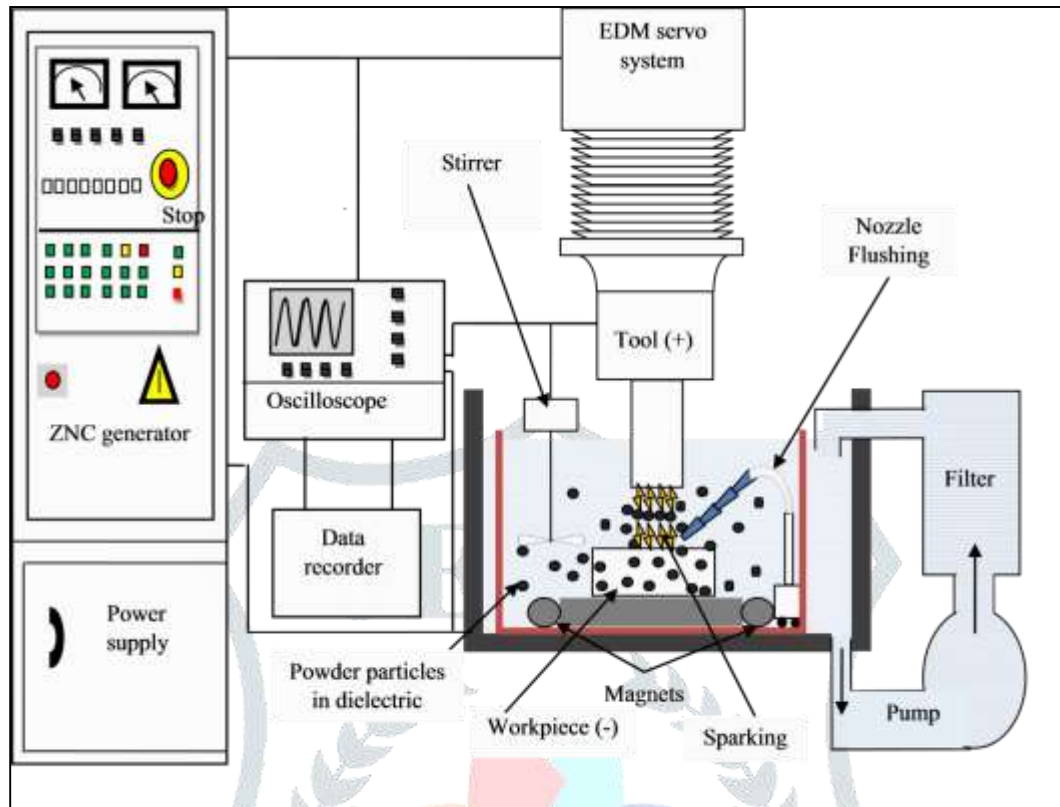 EDM servo
system
Stirrer
Nozzle
Flushing
Stop
Tool (+)
Oscilloscope
ZNC generator
Filter
Data
recorder
Power
supply
Powder particles
in dielectric
Magnets
Workpiece (-)
Sparking
Pump